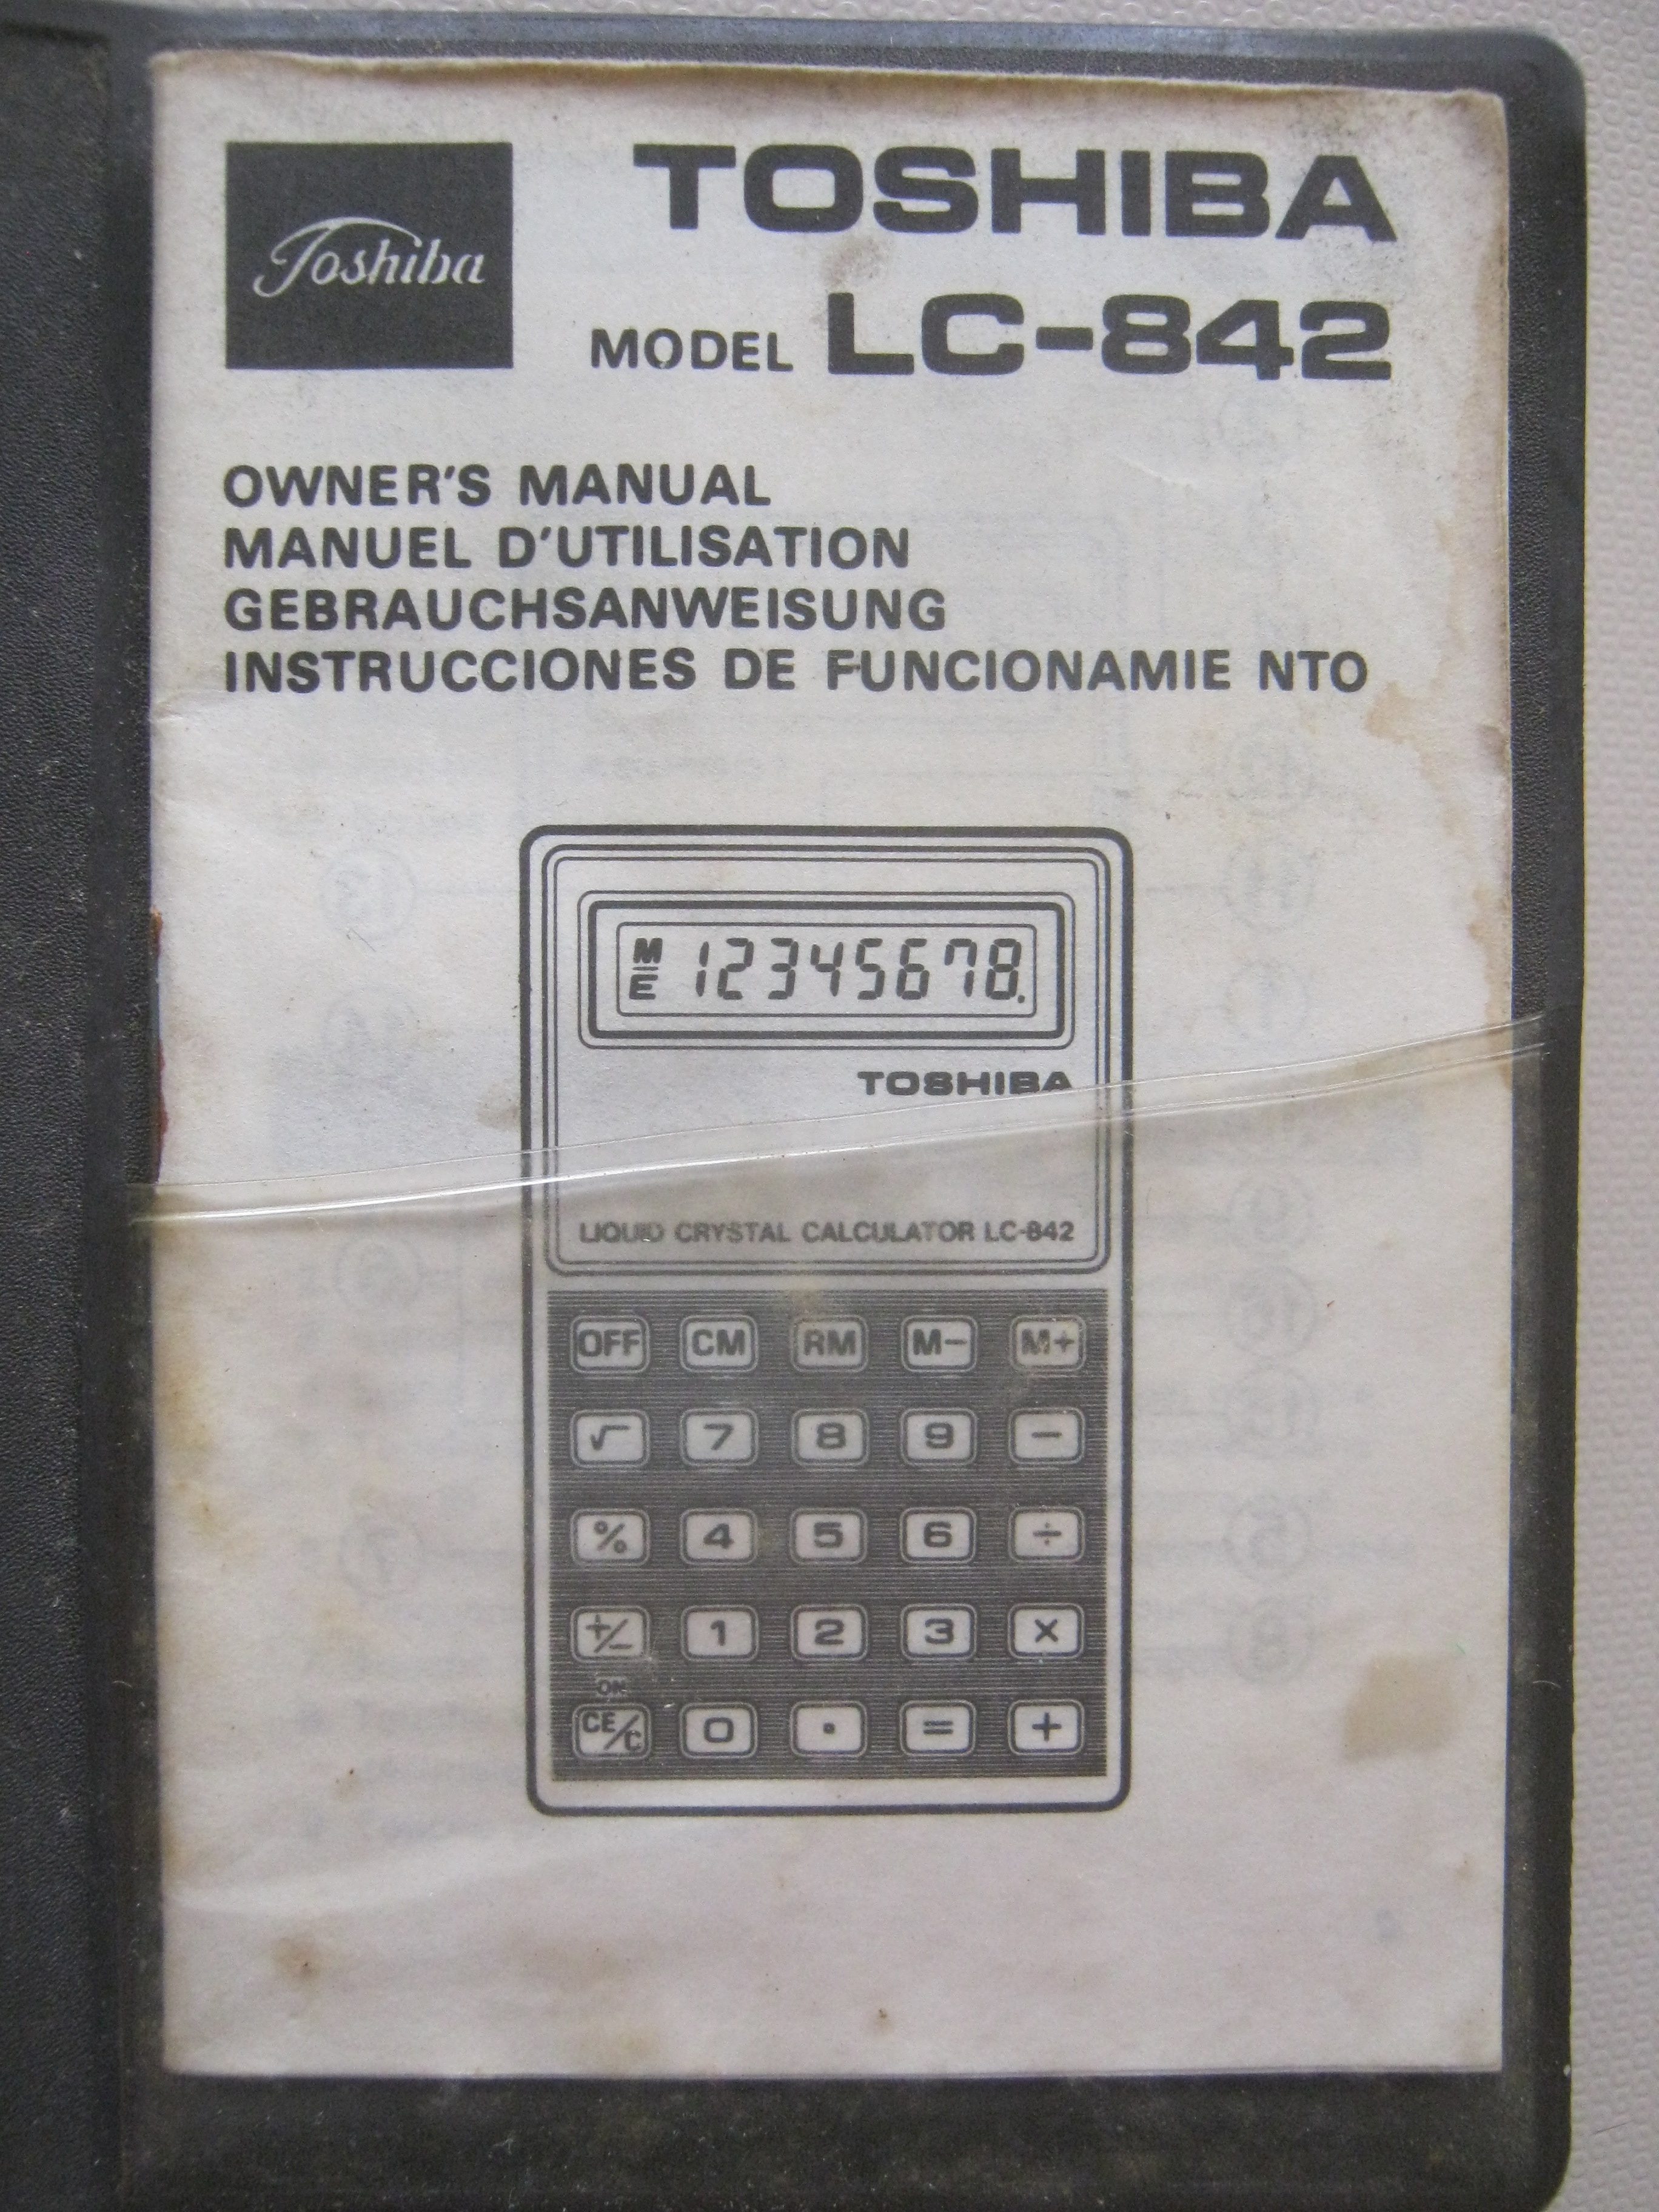 Toshiba
TOSHIBA
MODEL LC-842
OWNER'S MANUAL
MANUEL D'UTILISATION
GEBRAUCHSANWEISUNG
INSTRUCCIONES DE FUNCIONAMIE NTO
M
E
12345678.
TOSHIBA
LIQUID CRYSTAL CALCULATOR LC-842
OFF CM RM M− M+
√ 7 8 9 −
% 4 5 6 ÷
+/− 1 2 3 ×
ON
CE/C 0 . = +